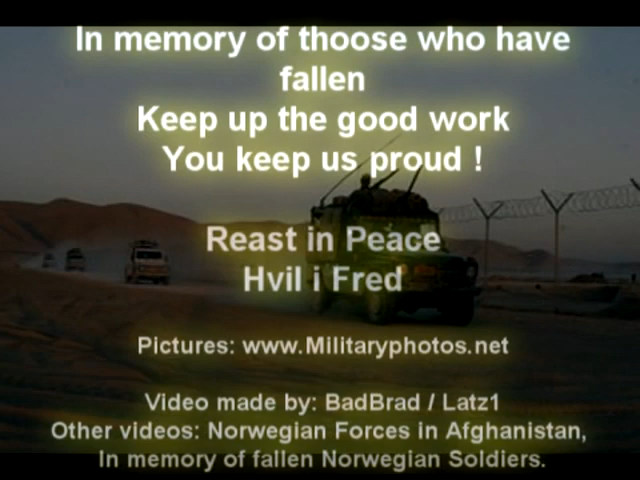 In memory of thoose who have
fallen
Keep up the good work
You keep us proud !
Reast in Peace
Hvil i Fred
Pictures: www.Militaryphotos.net
Video made by: BadBrad / Latz1
Other videos: Norwegian Forces in Afghanistan,
In memory of fallen Norwegian Soldiers.